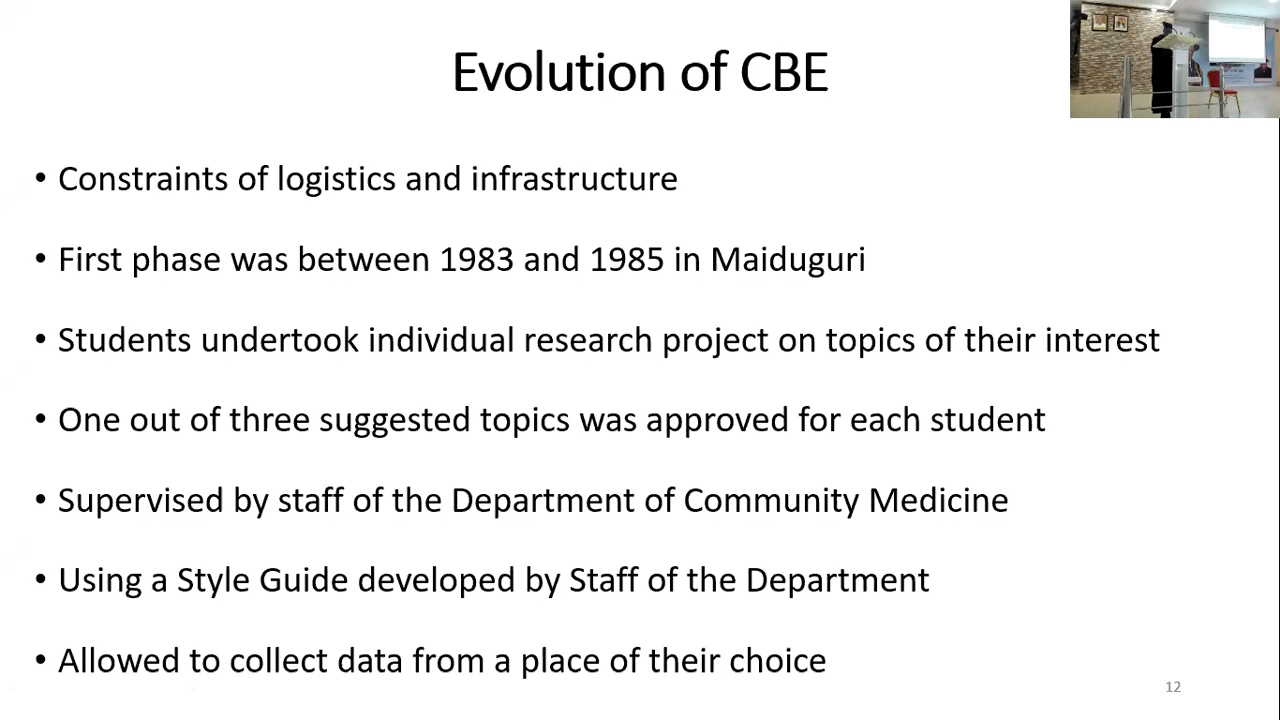 Evolution of CBE
• Constraints of logistics and infrastructure
• First phase was between 1983 and 1985 in Maiduguri
• Students undertook individual research project on topics of their interest
• One out of three suggested topics was approved for each student
• Supervised by staff of the Department of Community Medicine
• Using a Style Guide developed by Staff of the Department
• Allowed to collect data from a place of their choice
12